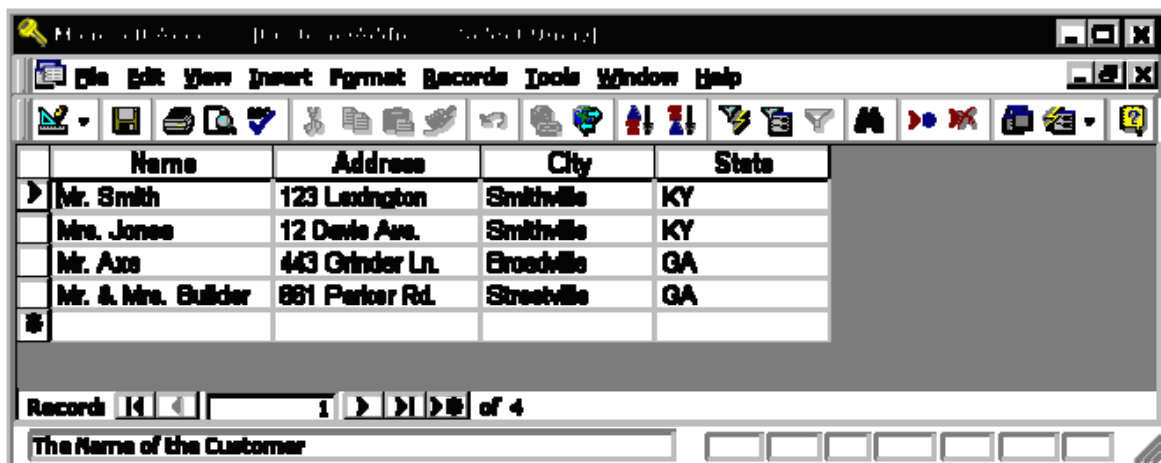 File Edit View Insert Format Records Tools Window Help
Name Address City State
Mr. Smith 123 Lexington Smithville KY
Mrs. Jones 12 Davis Ave. Smithville KY
Mr. Axe 443 Grinder Ln. Broadville GA
Mr. & Mrs. Builder 661 Parker Rd. Streetville GA
Record: 1 of 4
The Name of the Customer